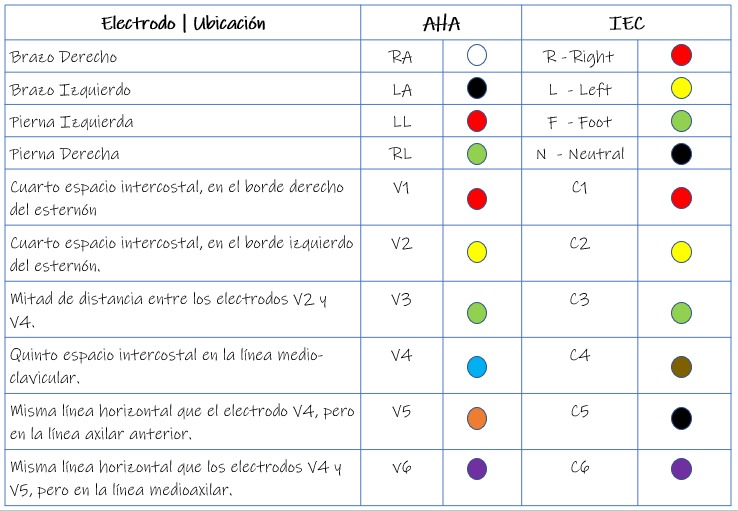 Electrodo | Ubicación AHA IEC
Brazo Derecho RA R - Right
Brazo Izquierdo LA L - Left
Pierna Izquierda LL F - Foot
Pierna Derecha RL N - Neutral
Cuarto espacio intercostal, en el borde derecho V1 C1
del esternón
Cuarto espacio intercostal, en el borde izquierdo V2 C2
del esternón.
Mitad de distancia entre los electrodos V2 y V3 C3
V4.
Quinto espacio intercostal en la línea medio- V4 C4
clavicular.
Misma línea horizontal que el electrodo V4, pero V5 C5
en la línea axilar anterior.
Misma línea horizontal que los electrodos V4 y V6 C6
V5, pero en la línea medioaxilar.